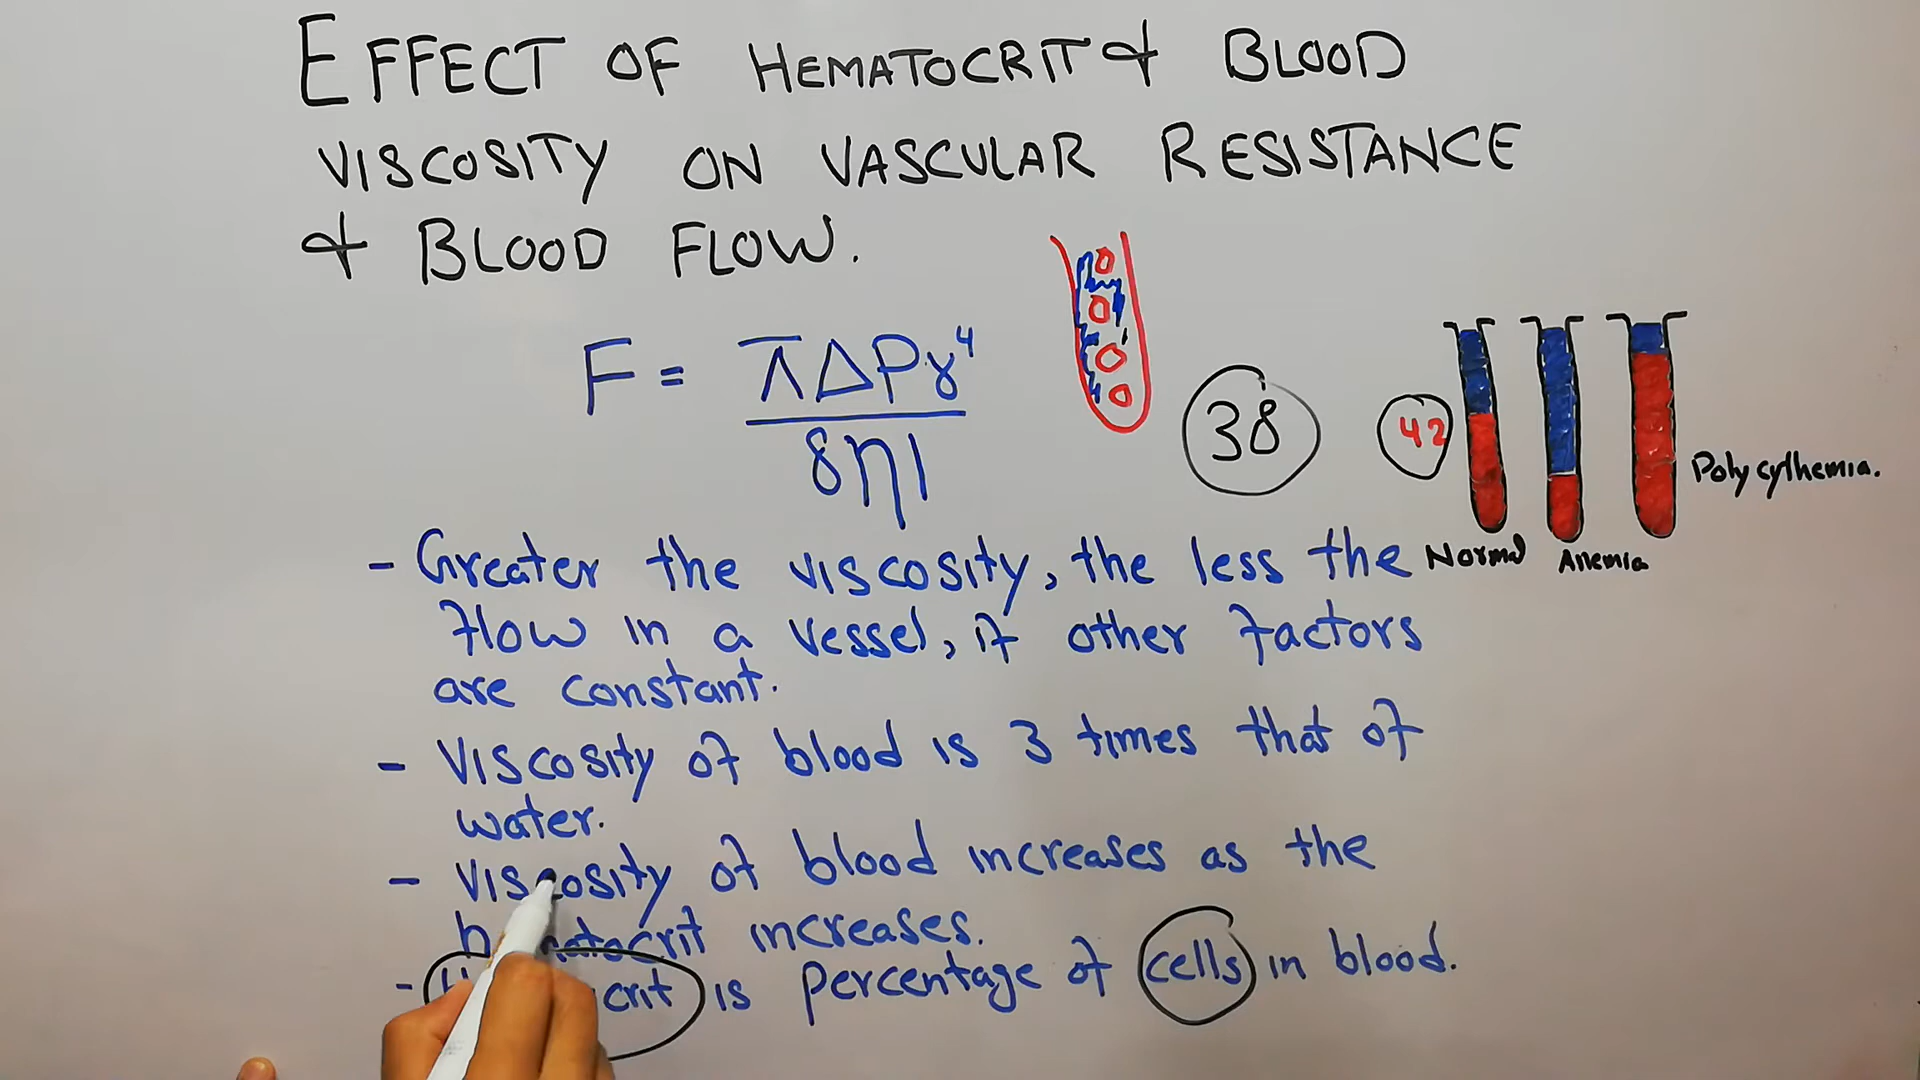 EFFECT OF HEMATOCRIT & BLOOD
VISCOSITY ON VASCULAR RESISTANCE
& BLOOD FLOW.
F = πΔPr⁴
8ηl
38
42
Polycythemia.
Normal
Anemia
- Greater the viscosity, the less the
flow in a vessel, if other factors
are constant.
- Viscosity of blood is 3 times that of
water.
- Viscosity of blood increases as the
increases.
- is percentage of cells in blood.